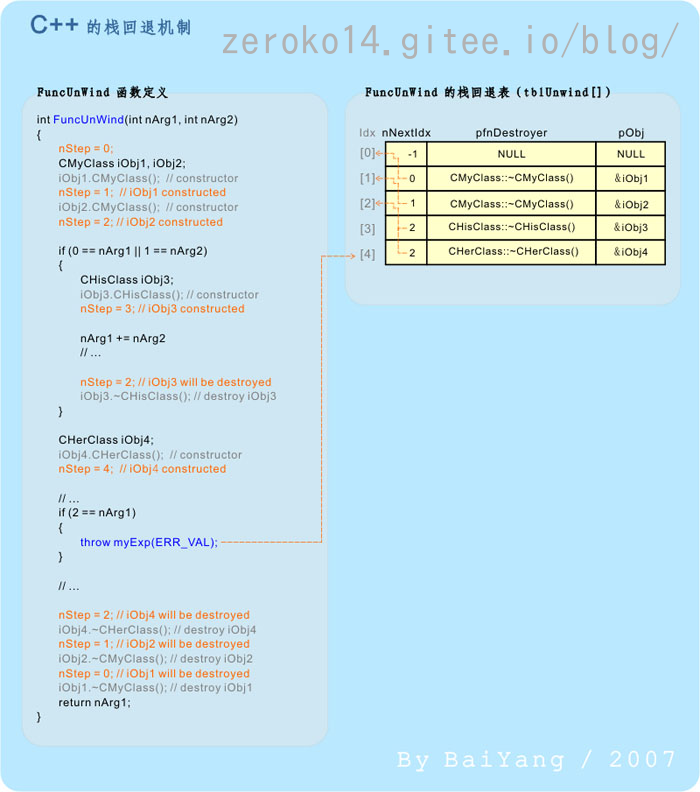 C++ 的栈回退机制
zeroko14.gitee.io/blog/
FuncUnWind 函数定义
int FuncUnWind(int nArg1, int nArg2)
{
nStep = 0;
CMyClass iObj1, iObj2;
iObj1.CMyClass(); // constructor
nStep = 1; // iObj1 constructed
iObj2.CMyClass(); // constructor
nStep = 2; // iObj2 constructed
if (0 == nArg1 || 1 == nArg2)
{
CHisClass iObj3;
iObj3.CHisClass(); // constructor
nStep = 3; // iObj3 constructed
nArg1 += nArg2
// ...
nStep = 2; // iObj3 will be destroyed
iObj3.~CHisClass(); // destroy iObj3
}
CHerClass iObj4;
iObj4.CHerClass(); // constructor
nStep = 4; // iObj4 constructed
// ...
if (2 == nArg1)
{
throw myExp(ERR_VAL);
}
// ...
nStep = 2; // iObj4 will be destroyed
iObj4.~CHerClass(); // destroy iObj4
nStep = 1; // iObj2 will be destroyed
iObj2.~CMyClass(); // destroy iObj2
nStep = 0; // iObj1 will be destroyed
iObj1.~CMyClass(); // destroy iObj1
return nArg1;
}
FuncUnWind 的栈回退表（tblUnwind[]）
Idx nNextIdx pfnDestroyer pObj
[0] -1 NULL NULL
[1] 0 CMyClass::~CMyClass() &iObj1
[2] 1 CMyClass::~CMyClass() &iObj2
[3] 2 CHisClass::~CHisClass() &iObj3
[4] 2 CHerClass::~CHerClass() &iObj4
By BaiYang / 2007